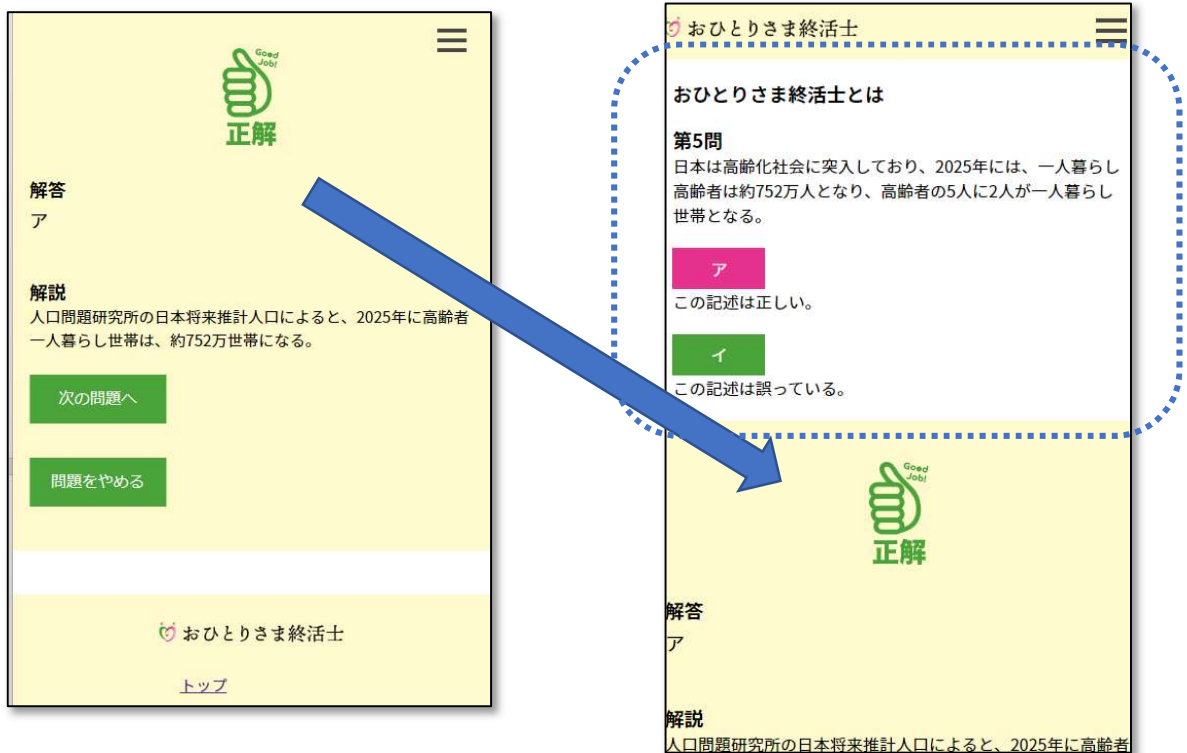 Good
Job!
正解
解答
ア
解説
人口問題研究所の日本将来推計人口によると、2025年に高齢者
一人暮らし世帯は、約752万世帯になる。
次の問題へ
問題をやめる
おひとりさま終活士
トップ
おひとりさま終活士
おひとりさま終活士とは
第5問
日本は高齢化社会に突入しており、2025年には、一人暮らし
高齢者は約752万人となり、高齢者の5人に2人が一人暮らし
世帯となる。
ア
この記述は正しい。
イ
この記述は誤っている。
Good
Job!
正解
解答
ア
解説
人口問題研究所の日本将来推計人口によると、2025年に高齢者